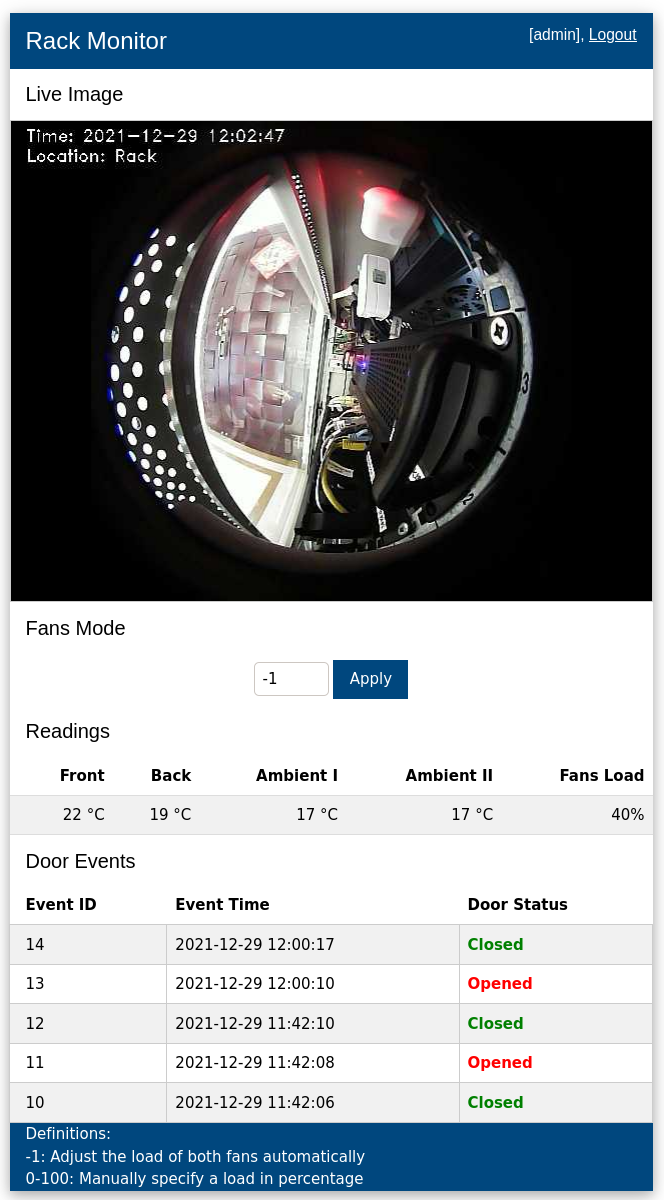 Rack Monitor
[admin], Logout
Live Image
Time: 2021-12-29 12:02:47
Location: Rack
3
1
2
Fans Mode
-1 Apply
Readings
Front Back Ambient I Ambient II Fans Load
22 °C 19 °C 17 °C 17 °C 40%
Door Events
Event ID Event Time Door Status
14 2021-12-29 12:00:17 Closed
13 2021-12-29 12:00:10 Opened
12 2021-12-29 11:42:10 Closed
11 2021-12-29 11:42:08 Opened
10 2021-12-29 11:42:06 Closed
Definitions:
-1: Adjust the load of both fans automatically
0-100: Manually specify a load in percentage